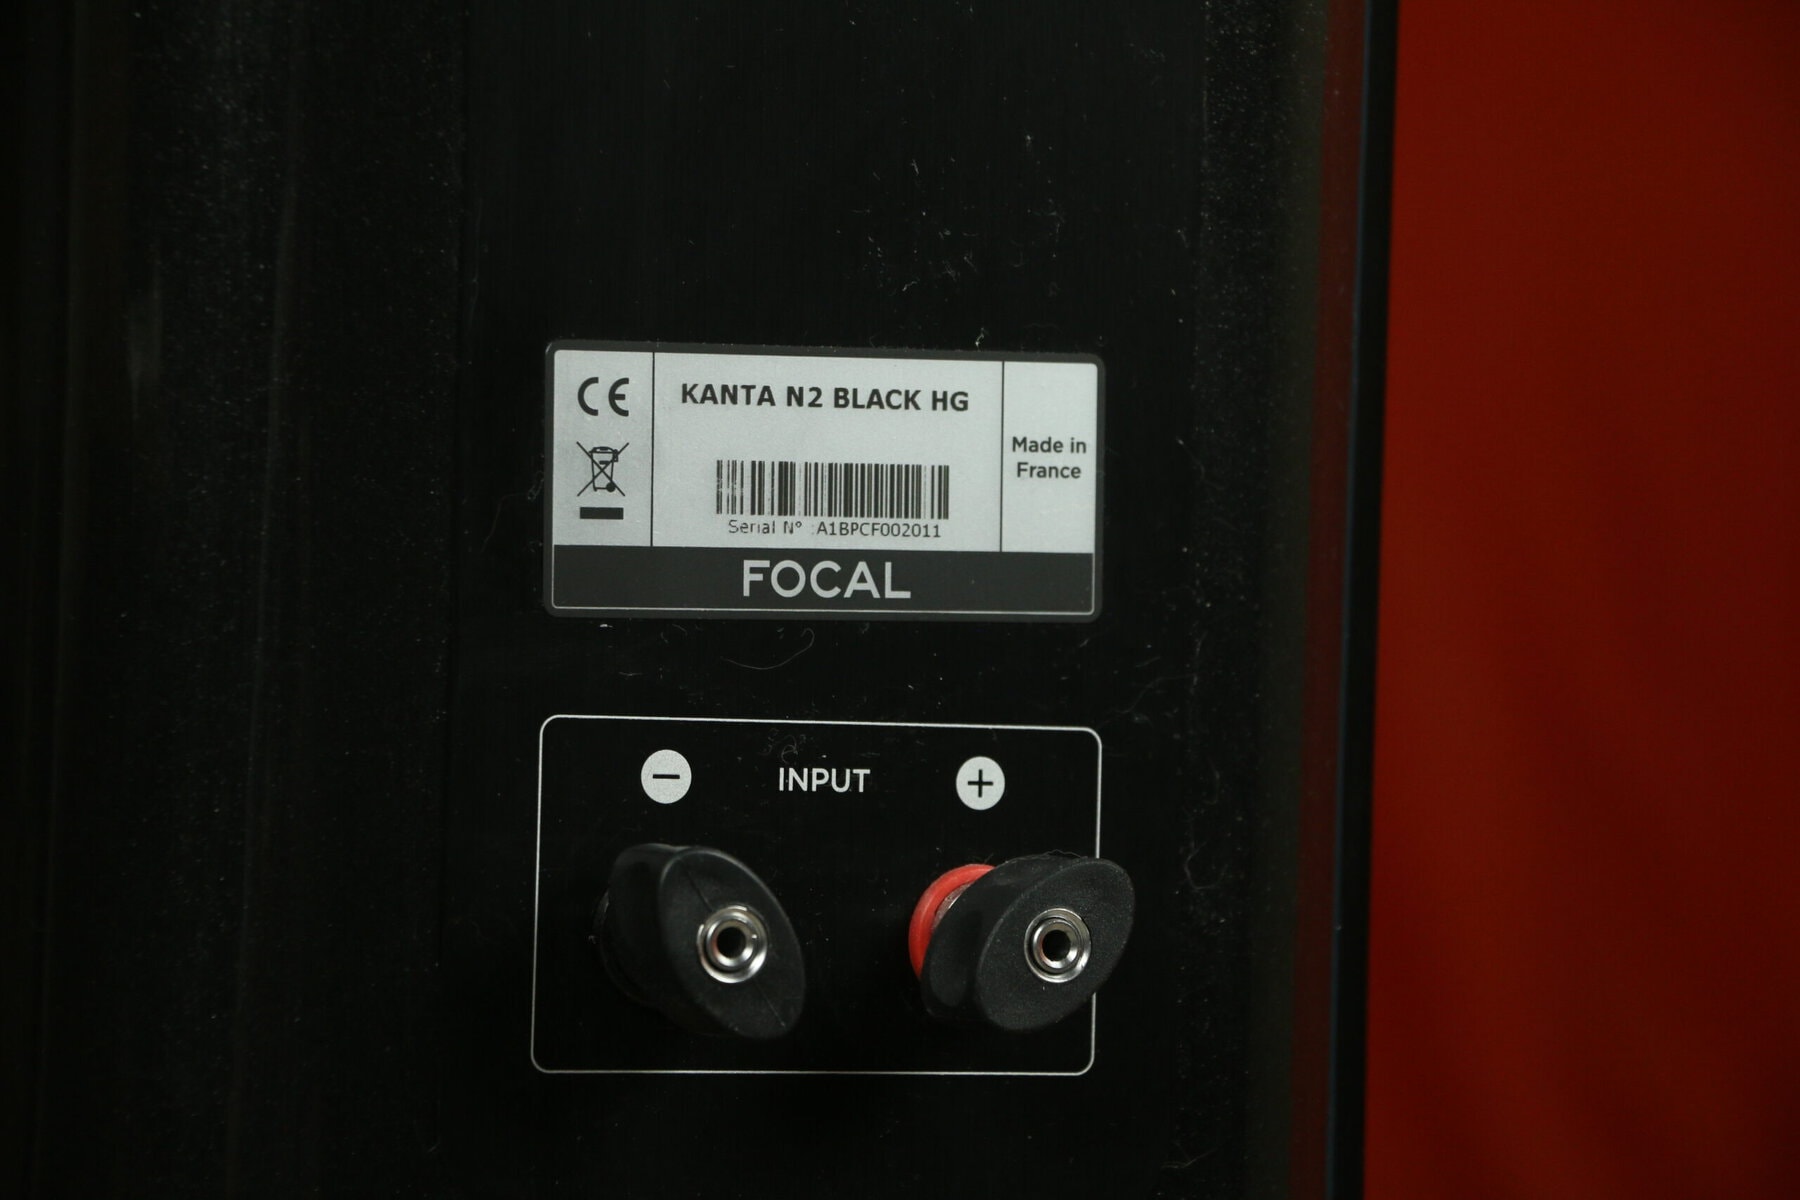 CE
KANTA N2 BLACK HG
Made in
France
Serial N° :A1BPCF002011
FOCAL
− INPUT +